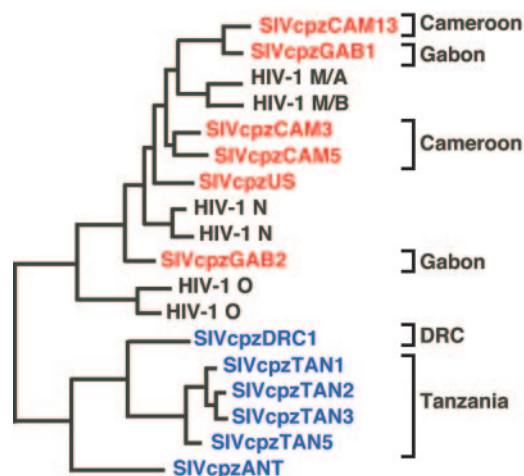 SIVcpzCAM13 Cameroon
SIVcpzGAB1 Gabon
HIV-1 M/A
HIV-1 M/B
SIVcpzCAM3
Cameroon
SIVcpzCAM5
SIVcpzUS
HIV-1 N
HIV-1 N
SIVcpzGAB2 Gabon
HIV-1 O
HIV-1 O
SIVcpzDRC1 DRC
SIVcpzTAN1
SIVcpzTAN2
Tanzania
SIVcpzTAN3
SIVcpzTAN5
SIVcpzANT